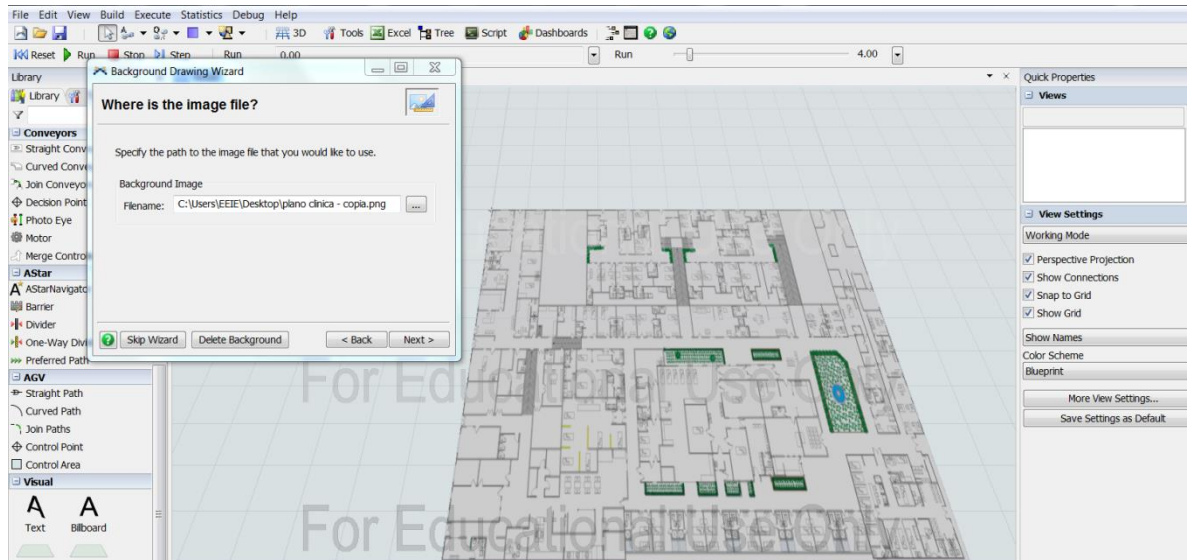 File Edit View Build Execute Statistics Debug Help
3D Tools Excel Tree Script Dashboards
Reset Run Stop Step Run 0.00 Run 4.00
Library
Library
Conveyors
Straight Conv
Curved Conve
Join Conveyo
Decision Point
Photo Eye
Motor
Merge Contro
AStar
A AStarNavigato
Barrier
Divider
One-Way Divi
Preferred Path
AGV
Straight Path
Curved Path
Join Paths
Control Point
Control Area
Visual
A A
Text Billboard
Background Drawing Wizard
Where is the image file?
Specify the path to the image file that you would like to use.
Background Image
Filename: C:\Users\EEIE\Desktop\plano clinica - copia.png ...
Skip Wizard Delete Background < Back Next >
For Educational Use Only
For Educational Use Only
Quick Properties
Views
View Settings
Working Mode
Perspective Projection
Show Connections
Snap to Grid
Show Grid
Show Names
Color Scheme
Blueprint
More View Settings...
Save Settings as Default